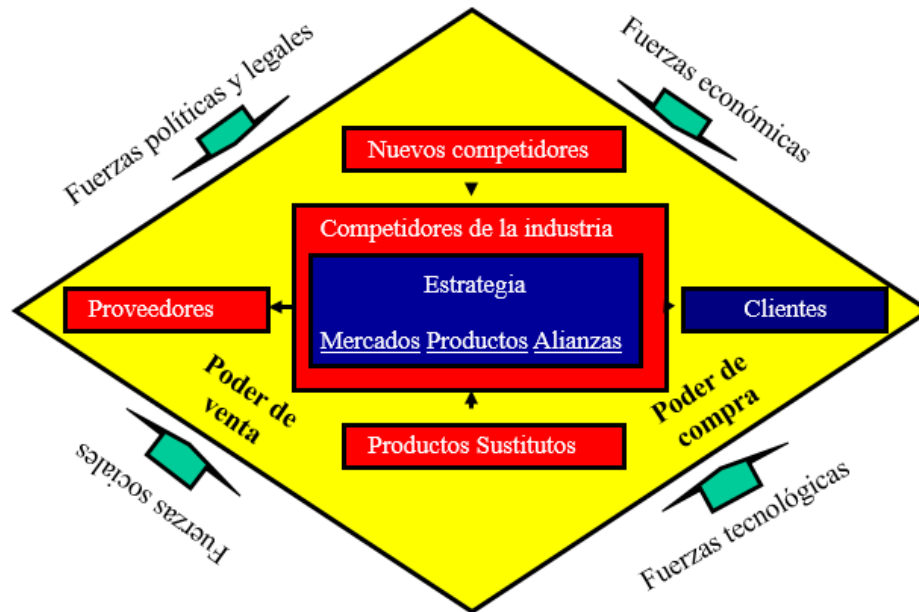 Fuerzas políticas y legales
Fuerzas económicas
Nuevos competidores
Competidores de la industria
Estrategia
Mercados Productos Alianzas
Proveedores
Clientes
Poder de
venta
Poder de
compra
Productos Sustitutos
Fuerzas sociales
Fuerzas tecnológicas